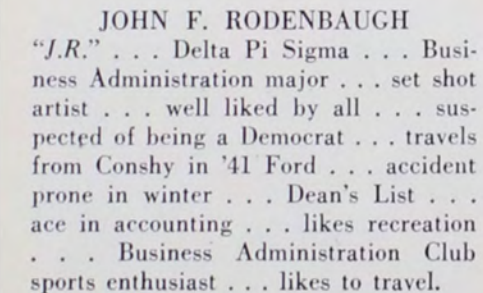 JOHN F. RODENBAUGH
"J.R." . . . Delta Pi Sigma . . . Busi-
ness Administration major . . . set shot
artist . . . well liked by all . . . sus-
pected of being a Democrat . . . travels
from Conshy in '41 Ford . . . accident
prone in winter . . . Dean's List . . .
ace in accounting . . . likes recreation
. . . Business Administration Club
sports enthusiast . . . likes to travel.